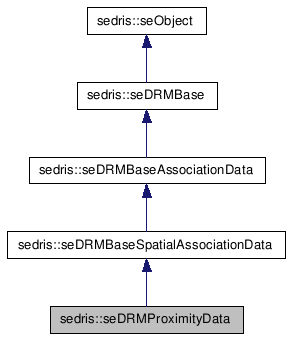 sedris::seObject
sedris::seDRMBase
sedris::seDRMBaseAssociationData
sedris::seDRMBaseSpatialAssociationData
sedris::seDRMProximityData